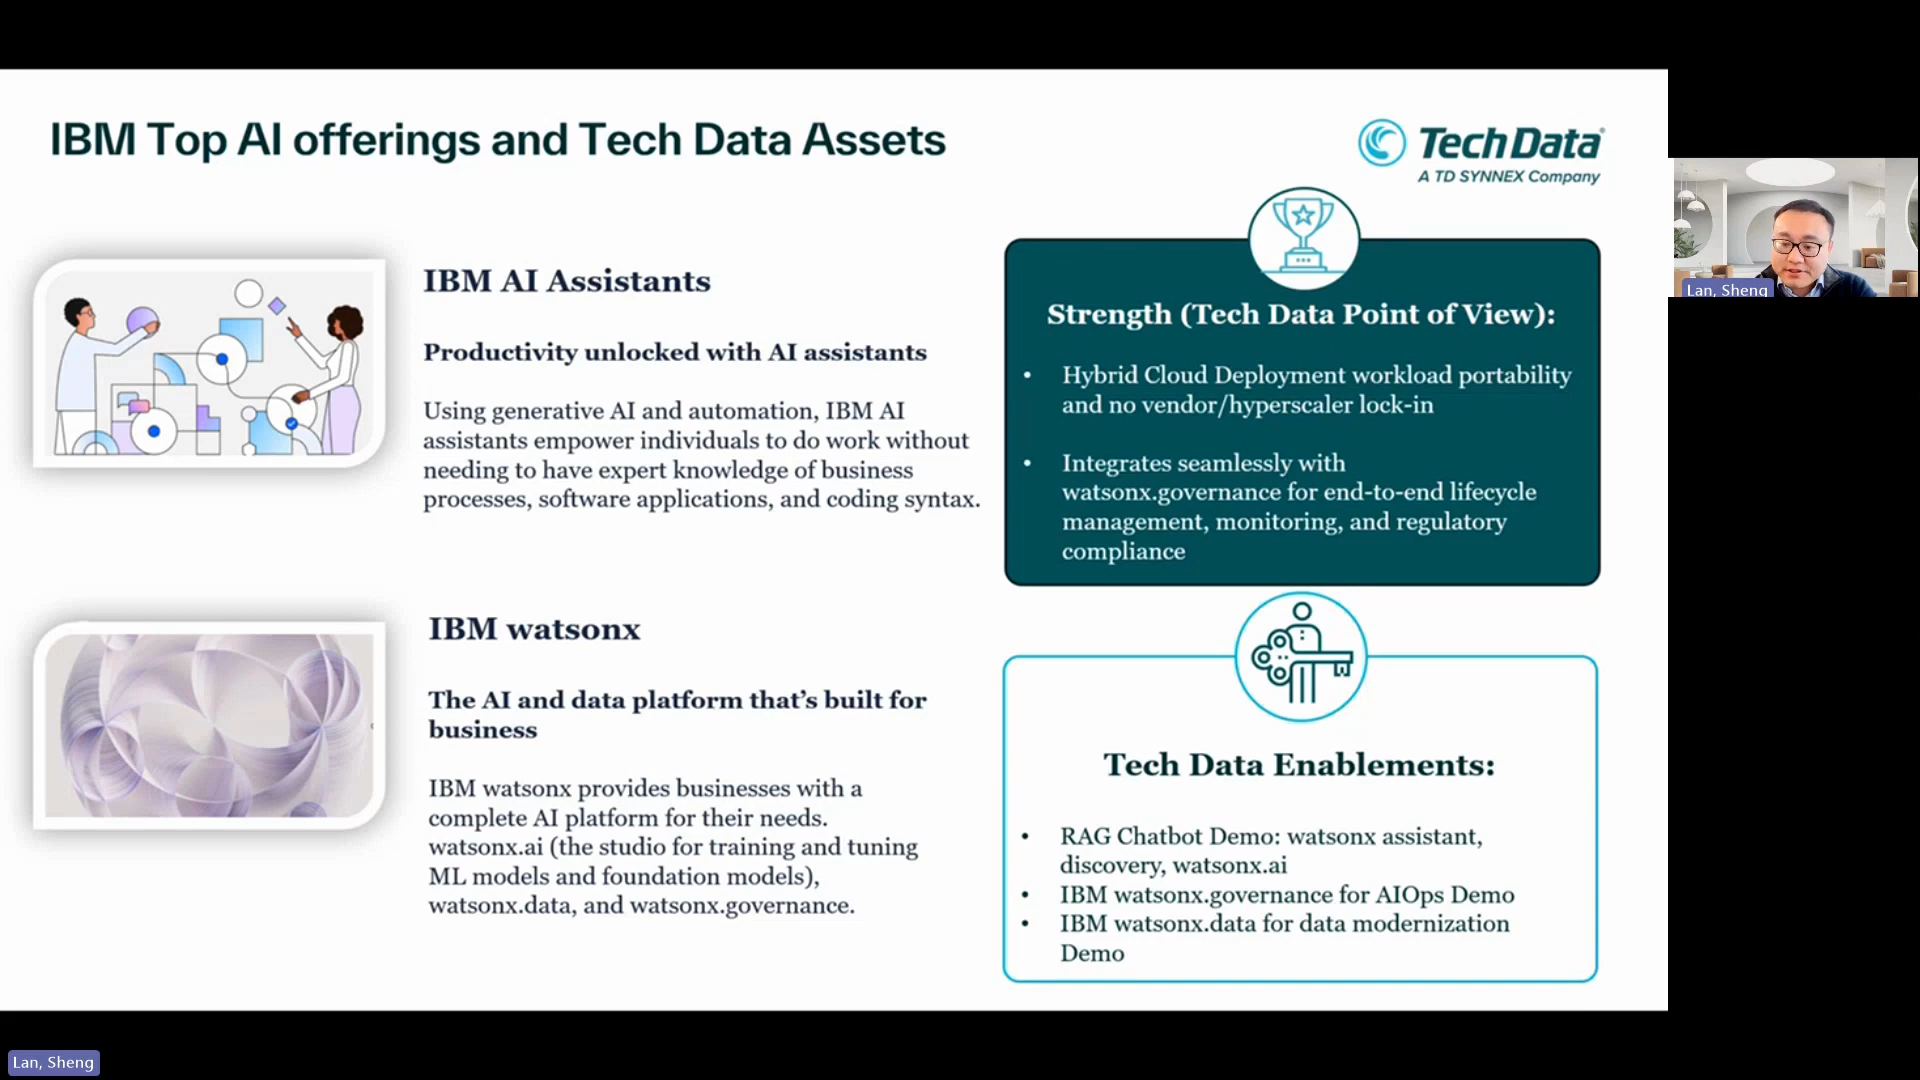 IBM Top AI offerings and Tech Data Assets
Tech Data
A TD SYNNEX Company
IBM AI Assistants
Productivity unlocked with AI assistants
Using generative AI and automation, IBM AI
assistants empower individuals to do work without
needing to have expert knowledge of business
processes, software applications, and coding syntax.
IBM watsonx
The AI and data platform that’s built for
business
IBM watsonx provides businesses with a
complete AI platform for their needs.
watsonx.ai (the studio for training and tuning
ML models and foundation models),
watsonx.data, and watsonx.governance.
Strength (Tech Data Point of View):
• Hybrid Cloud Deployment workload portability
and no vendor/hyperscaler lock-in
• Integrates seamlessly with
watsonx.governance for end-to-end lifecycle
management, monitoring, and regulatory
compliance
Tech Data Enablements:
• RAG Chatbot Demo: watsonx assistant,
discovery, watsonx.ai
• IBM watsonx.governance for AIOps Demo
• IBM watsonx.data for data modernization
Demo
Lan, Sheng
Lan, Sheng